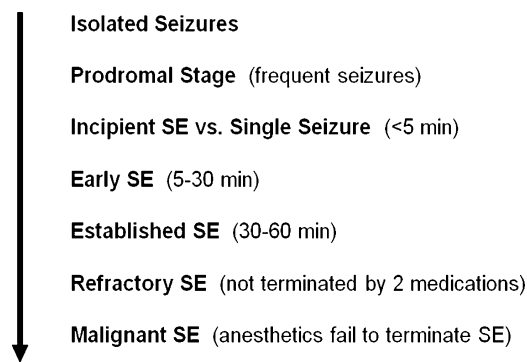 Isolated Seizures
Prodromal Stage (frequent seizures)
Incipient SE vs. Single Seizure (<5 min)
Early SE (5-30 min)
Established SE (30-60 min)
Refractory SE (not terminated by 2 medications)
Malignant SE (anesthetics fail to terminate SE)